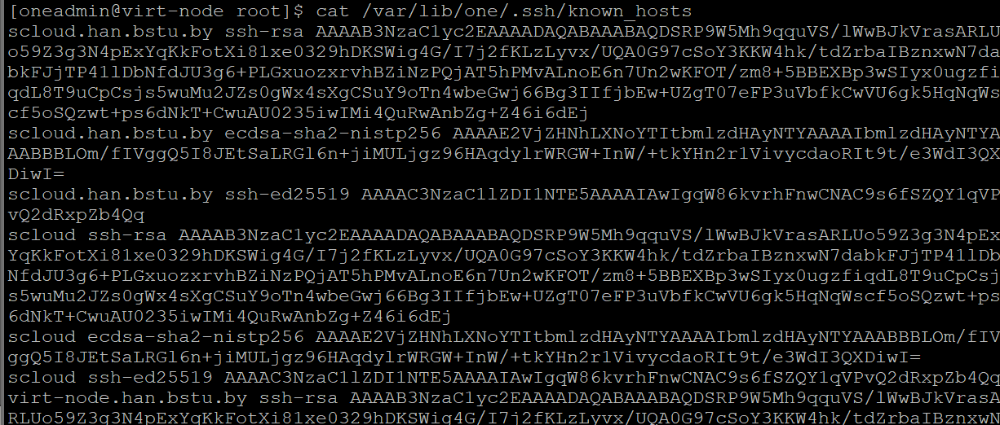 [oneadmin@virt-node root]$ cat /var/lib/one/.ssh/known_hosts
scloud.han.bstu.by ssh-rsa AAAAB3NzaC1yc2EAAAADAQABAAABAQDSRP9W5Mh9qquVS/lWwBJkVrasARLU
o59Z3g3N4pExYqKkFotXi81xe0329hDKSWig4G/I7j2fKLzLyvx/UQA0G97cSoY3KKW4hk/tdZrbaIBznxwN7da
bkFJjTP4l1DbNfdJU3g6+PLGxuozxrvhBZiNzPQjAT5hPMvALnoE6n7Un2wKFOT/zm8+5BBEXBp3wSIyx0ugzfi
qdL8T9uCpCsjs5wuMu2JZs0gWx4sXgCSuY9oTn4wbeGwj66Bg3IIfjbEw+UZgT07eFP3uVbfkCwVU6gk5HqNqWs
cf5oSQzwt+ps6dNkT+CwuAU0235iwIMi4QuRwAnbZg+Z46i6dEj
scloud.han.bstu.by ecdsa-sha2-nistp256 AAAAE2VjZHNhLXNoYTItbmlzdHAyNTYAAAAIbmlzdHAyNTYA
AABBBLOm/fIVggQ5I8JEtSaLRGl6n+jiMULjgz96HAqdylrWRGW+InW/+tkYHn2r1VivycdaoRIt9t/e3WdI3QX
DiwI=
scloud.han.bstu.by ssh-ed25519 AAAAC3NzaC1lZDI1NTE5AAAAIAwIgqW86kvrhFnwCNAC9s6fSZQY1qVP
vQ2dRxpZb4Qq
scloud ssh-rsa AAAAB3NzaC1yc2EAAAADAQABAAABAQDSRP9W5Mh9qquVS/lWwBJkVrasARLUo59Z3g3N4pEx
YqKkFotXi81xe0329hDKSWig4G/I7j2fKLzLyvx/UQA0G97cSoY3KKW4hk/tdZrbaIBznxwN7dabkFJjTP4l1Db
NfdJU3g6+PLGxuozxrvhBZiNzPQjAT5hPMvALnoE6n7Un2wKFOT/zm8+5BBEXBp3wSIyx0ugzfiqdL8T9uCpCsj
s5wuMu2JZs0gWx4sXgCSuY9oTn4wbeGwj66Bg3IIfjbEw+UZgT07eFP3uVbfkCwVU6gk5HqNqWscf5oSQzwt+ps
6dNkT+CwuAU0235iwIMi4QuRwAnbZg+Z46i6dEj
scloud ecdsa-sha2-nistp256 AAAAE2VjZHNhLXNoYTItbmlzdHAyNTYAAAAIbmlzdHAyNTYAAABBBLOm/fIV
ggQ5I8JEtSaLRGl6n+jiMULjgz96HAqdylrWRGW+InW/+tkYHn2r1VivycdaoRIt9t/e3WdI3QXDiwI=
scloud ssh-ed25519 AAAAC3NzaC1lZDI1NTE5AAAAIAwIgqW86kvrhFnwCNAC9s6fSZQY1qVPvQ2dRxpZb4Qq
virt-node.han.bstu.by ssh-rsa AAAAB3NzaC1yc2EAAAADAQABAAABAQDSRP9W5Mh9qquVS/lWwBJkVrasA
RLUo59Z3g3N4pExYqKkFotXi81xe0329hDKSWig4G/I7j2fKLzLyvx/UQA0G97cSoY3KKW4hk/tdZrbaIBznxwN